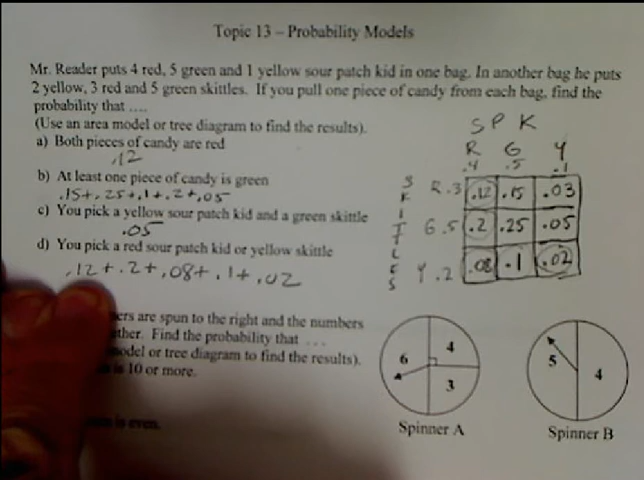 Topic 13 – Probability Models
Mr. Reader puts 4 red, 5 green and 1 yellow sour patch kid in one bag. In another bag he puts
2 yellow, 3 red and 5 green skittles. If you pull one piece of candy from each bag, find the
probability that ….
(Use an area model or tree diagram to find the results).
a) Both pieces of candy are red
.12
b) At least one piece of candy is green
.15+.25+.1+.2+.05
c) You pick a yellow sour patch kid and a green skittle
.05
d) You pick a red sour patch kid or yellow skittle
.12+.2+.08+.1+.02
SPK
R G Y
.4 .5 .1
SKITTLES
R .3 .12 .15 .03
G .5 .2 .25 .05
Y .2 .08 .1 .02
ers are spun to the right and the numbers
ther. Find the probability that …
model or tree diagram to find the results).
is 10 or more.
is even.
6 4 3
Spinner A
5 4
Spinner B